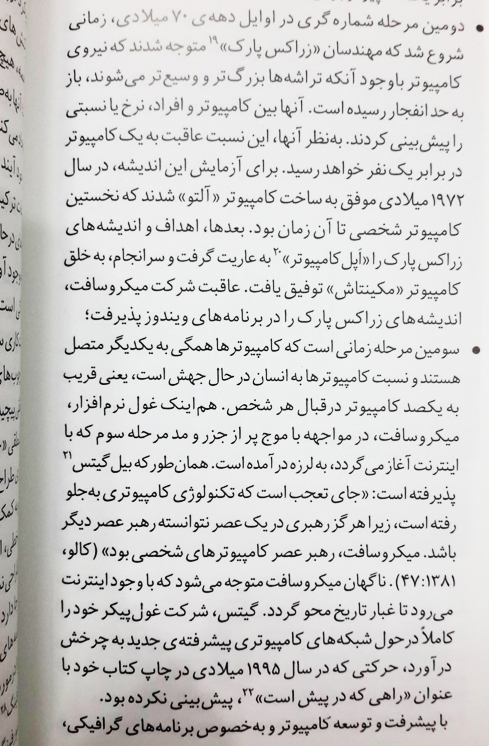 دومین مرحله شماره گری در اوایل دهه‌ی ۷۰ میلادی، زمانی
شروع شد که مهندسان «زراکس پارک»۱۹ متوجه شدند که نیروی
کامپیوتر باوجود آنکه تراشه‌ها بزرگ‌تر و وسیع‌تر می‌شوند، باز
به حد انفجار رسیده است. آنها بین کامپیوتر و افراد، نرخ یا نسبتی
را پیش‌بینی کردند. به‌نظر آنها، این نسبت عاقبت به یک کامپیوتر
در برابر یک نفر خواهد رسید. برای آزمایش این اندیشه، در سال
۱۹۷۲ میلادی موفق به ساخت کامپیوتر «آلتو» شدند که نخستین
کامپیوتر شخصی تا آن زمان بود. بعدها، اهداف و اندیشه‌های
زراکس پارک را «اپل کامپیوتر»۲۰ به عاریت گرفت و سرانجام، به خلق
کامپیوتر «مکینتاش» توفیق یافت. عاقبت شرکت میکروسافت،
اندیشه‌های زراکس پارک را در برنامه‌های ویندوز پذیرفت؛
سومین مرحله زمانی است که کامپیوترها همگی به یکدیگر متصل
هستند و نسبت کامپیوترها به انسان در حال جهش است، یعنی قریب
به یکصد کامپیوتر درقبال هر شخص. هم‌اینک غول نرم‌افزار،
میکروسافت، در مواجهه با موج پر از جزر و مد مرحله سوم که با
اینترنت آغاز می‌گردد، به‌لرزه درآمده است. همان‌طورکه بیل گیتس۲۱
پذیرفته است: «جای تعجب است که تکنولوژی کامپیوتری به‌جلو
رفته است، زیرا هرگز رهبری در یک عصر نتوانسته رهبر عصر دیگر
باشد. میکروسافت، رهبر عصر کامپیوترهای شخصی بود» (کالو،
۴۷:۱۳۸۱). ناگهان میکروسافت متوجه می‌شود که با وجود اینترنت
می‌رود تا غبار تاریخ محو گردد. گیتس، شرکت غول‌پیکر خود را
کاملاً درحول شبکه‌های کامپیوتری پیشرفته‌ی جدید به چرخش
درآورد، حرکتی که در سال ۱۹۹۵ میلادی در چاپ کتاب خود با
عنوان «راهی که در پیش است»۲۲، پیش‌بینی نکرده بود.
با پیشرفت و توسعه کامپیوتر و به‌خصوص برنامه‌های گرافیکی،